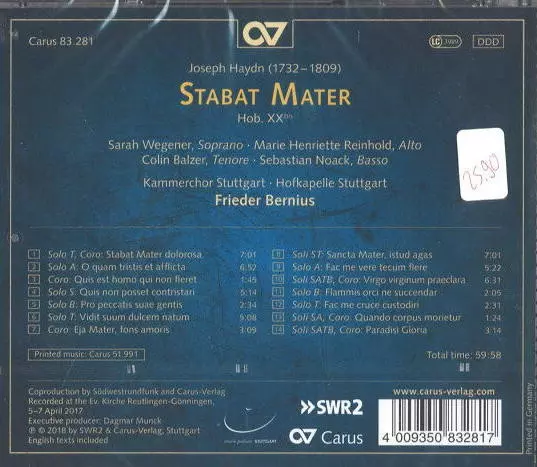 Carus 83.281
LC 3989
DDD
Joseph Haydn (1732–1809)
STABAT MATER
Hob. XXbis
Sarah Wegener, Soprano · Marie Henriette Reinhold, Alto
Colin Balzer, Tenore · Sebastian Noack, Basso
Kammerchor Stuttgart · Hofkapelle Stuttgart
Frieder Bernius
25.90
1 Solo T, Coro: Stabat Mater dolorosa 7:01
2 Solo A: O quam tristis et afflicta 6:52
3 Coro: Quis est homo qui non fleret 1:45
4 Solo S: Quis non posset contristari 5:14
5 Solo B: Pro peccatis suae gentis 2:34
6 Solo T: Vidit suum dulcem natum 5:08
7 Coro: Eja Mater, fons amoris 3:09
8 Soli ST: Sancta Mater, istud agas 7:01
9 Solo A: Fac me vere tecum flere 5:22
10 Soli SATB, Coro: Virgo virginum praeclara 6:31
11 Solo B: Flammis orci ne succendar 2:05
12 Solo T: Fac me cruce custodiri 2:31
13 Soli SA, Coro: Quando corpus morietur 1:24
14 Soli SATB, Coro: Paradisi Gloria 3:14
Printed music: Carus 51.991
Total time: 59:58
Coproduction by Südwestrundfunk and Carus-Verlag
Recorded at the Ev. Kirche Reutlingen-Gönningen,
5–7 April 2017
Executive producer: Dagmar Munck
Ⓟ © 2018 by SWR2 & Carus-Verlag, Stuttgart
English texts included
STUTTGART
SWR2
Carus
www.carus-verlag.com
4 009350 832817
Printed in Germany